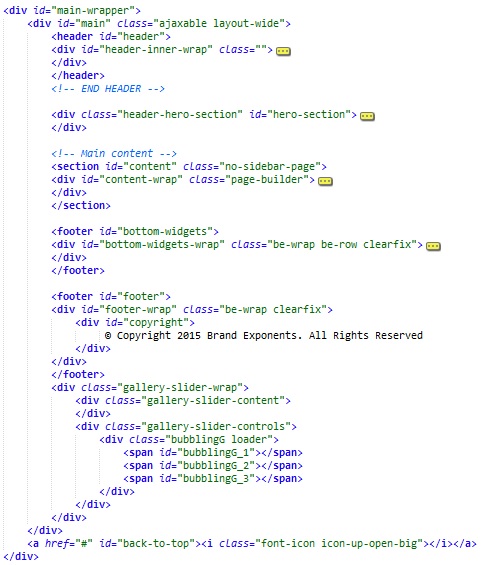 <div id="main-wrapper">
<div id="main" class="ajaxable layout-wide">
<header id="header">
<div id="header-inner-wrap" class="">
</div>
</header>
<!-- END HEADER -->
<div class="header-hero-section" id="hero-section">
</div>
<!-- Main content -->
<section id="content" class="no-sidebar-page">
<div id="content-wrap" class="page-builder">
</div>
</section>
<footer id="bottom-widgets">
<div id="bottom-widgets-wrap" class="be-wrap be-row clearfix">
</div>
</footer>
<footer id="footer">
<div id="footer-wrap" class="be-wrap clearfix">
<div id="copyright">
© Copyright 2015 Brand Exponents. All Rights Reserved
</div>
</div>
</footer>
<div class="gallery-slider-wrap">
<div class="gallery-slider-content">
</div>
<div class="gallery-slider-controls">
<div class="bubblingG loader">
<span id="bubblingG_1"></span>
<span id="bubblingG_2"></span>
<span id="bubblingG_3"></span>
</div>
</div>
</div>
</div>
<a href="#" id="back-to-top"><i class="font-icon icon-up-open-big"></i></a>
</div>